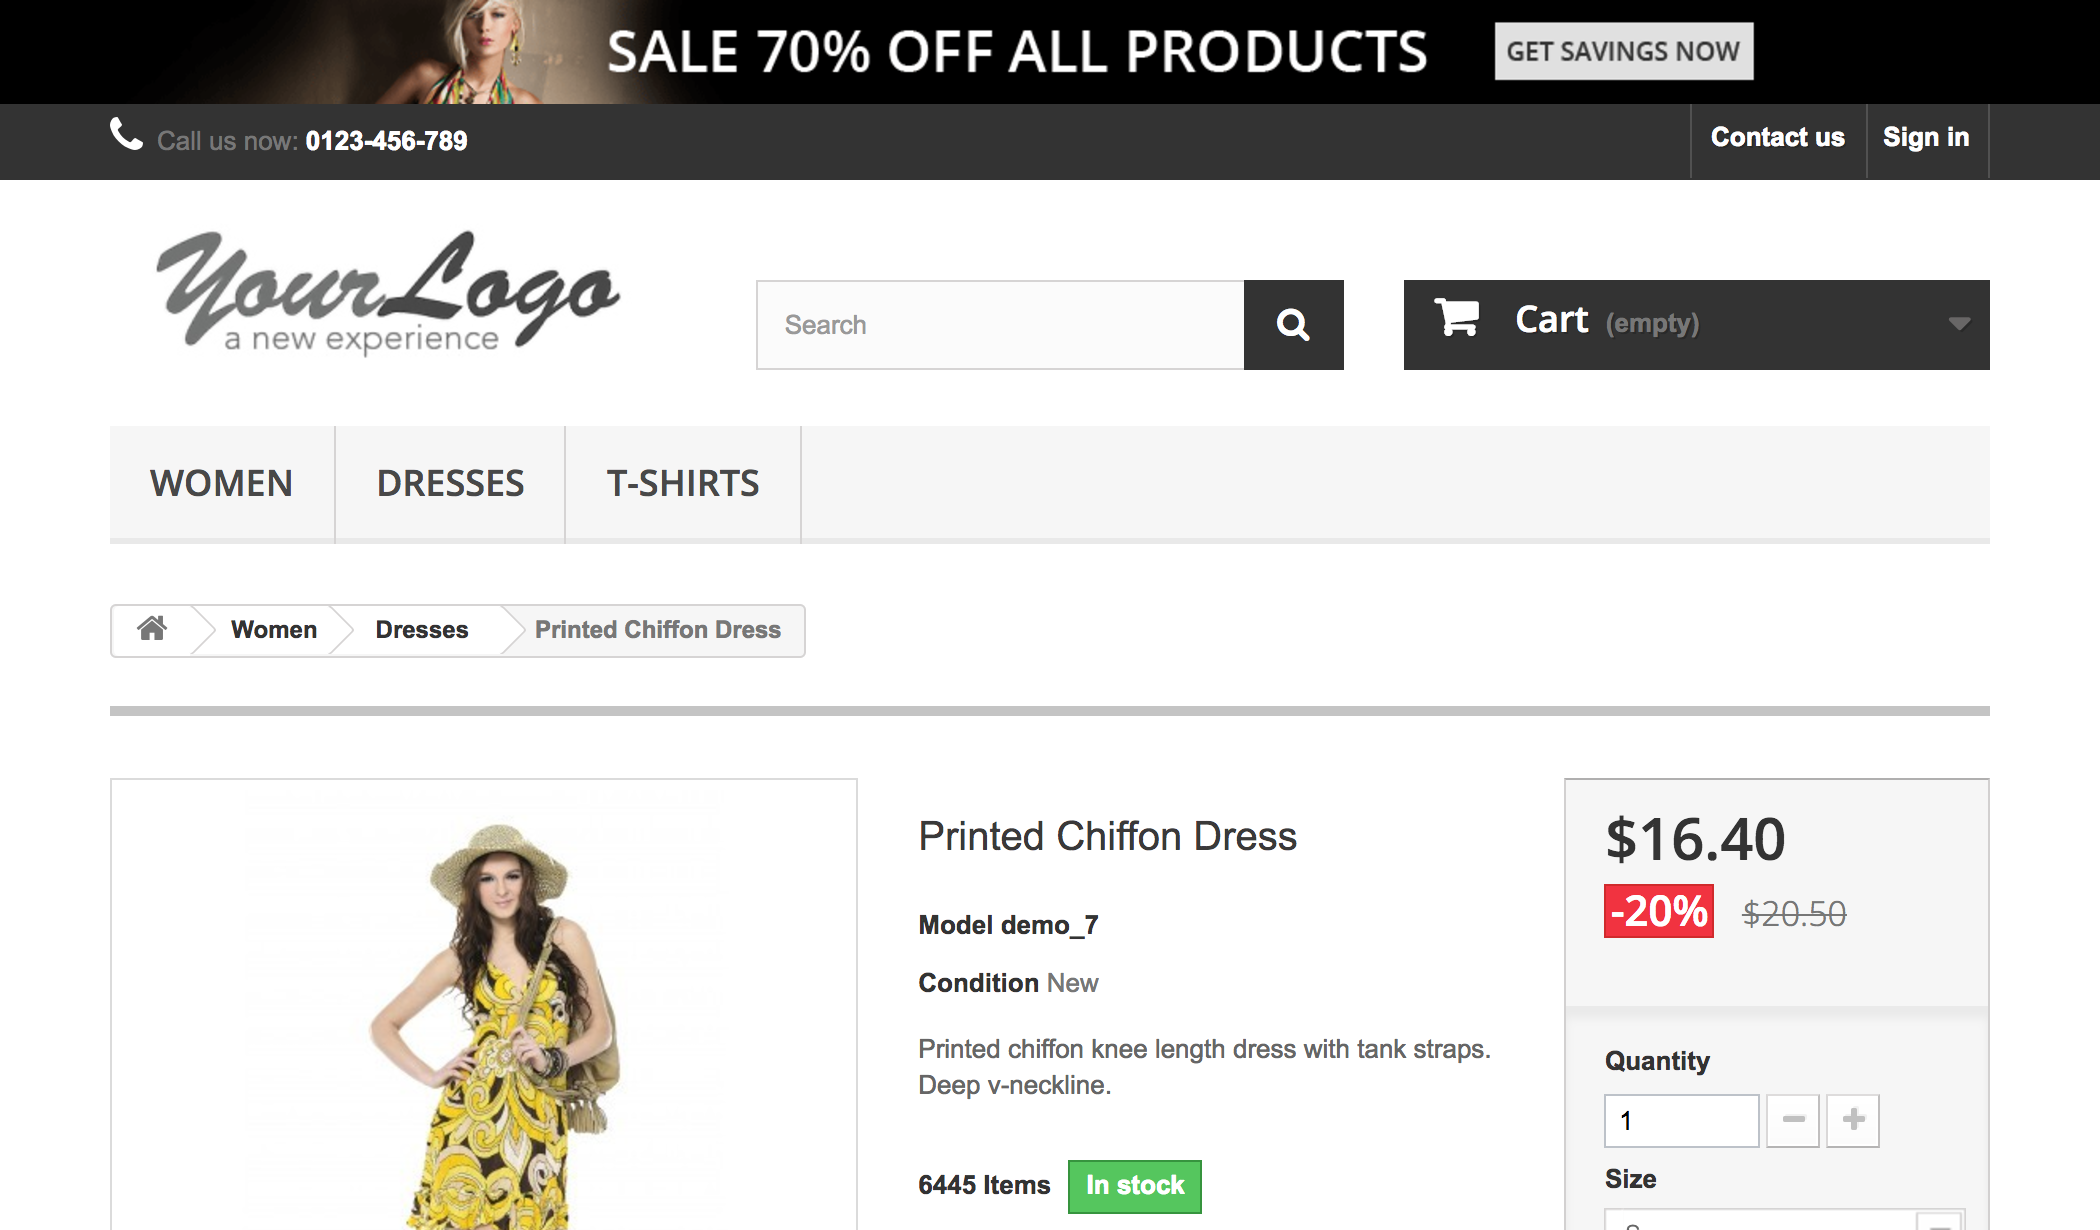 SALE 70% OFF ALL PRODUCTS
GET SAVINGS NOW
Call us now: 0123-456-789
Contact us
Sign in
YourLogo
a new experience
Search
Cart (empty)
WOMEN
DRESSES
T-SHIRTS
Women
Dresses
Printed Chiffon Dress
Printed Chiffon Dress
Model demo_7
Condition New
Printed chiffon knee length dress with tank straps.
Deep v-neckline.
6445 Items
In stock
$16.40
-20%
$20.50
Quantity
1
Size